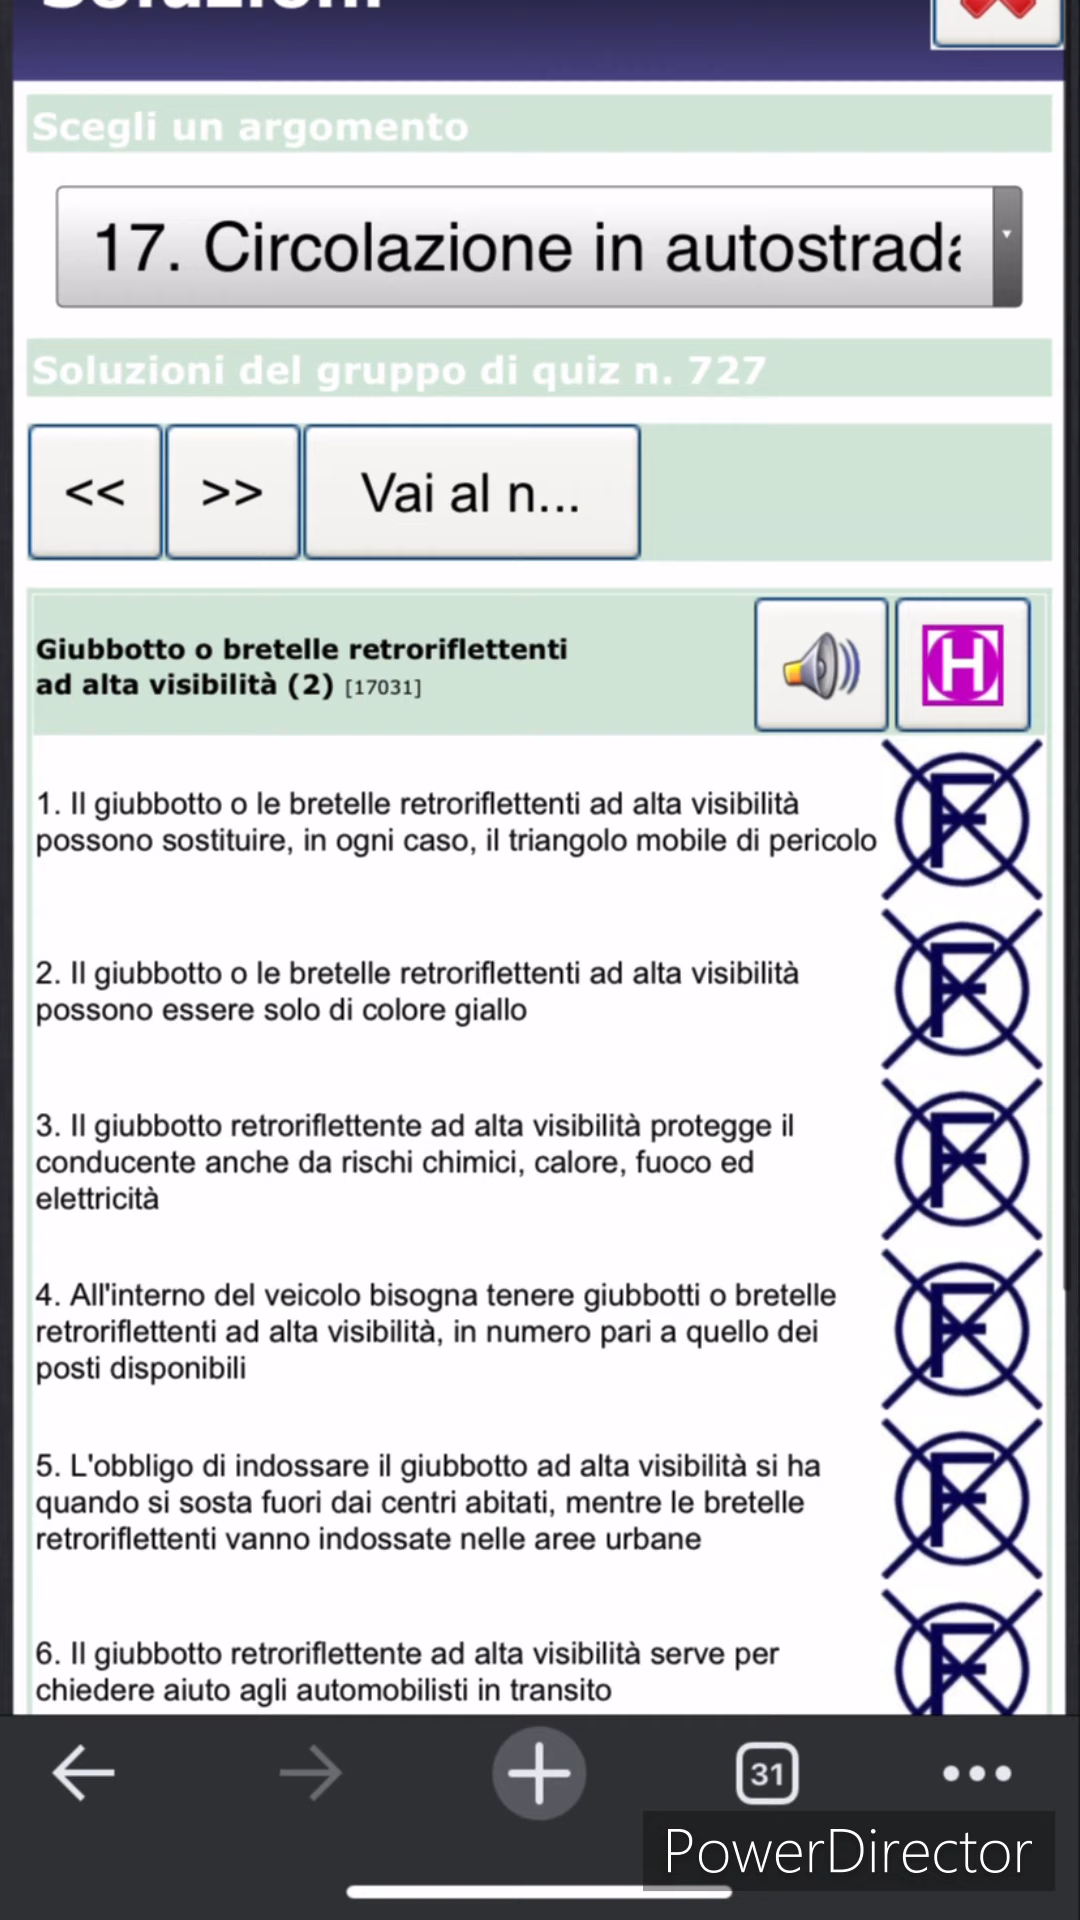 Soluzioni
Scegli un argomento
17. Circolazione in autostrada
Soluzioni del gruppo di quiz n. 727
<< >> Vai al n...
Giubbotto o bretelle retroriflettenti
ad alta visibilità (2) [17031]
H
1. Il giubbotto o le bretelle retroriflettenti ad alta visibilità
possono sostituire, in ogni caso, il triangolo mobile di pericolo
F
2. Il giubbotto o le bretelle retroriflettenti ad alta visibilità
possono essere solo di colore giallo
F
3. Il giubbotto retroriflettente ad alta visibilità protegge il
conducente anche da rischi chimici, calore, fuoco ed
elettricità
F
4. All'interno del veicolo bisogna tenere giubbotti o bretelle
retroriflettenti ad alta visibilità, in numero pari a quello dei
posti disponibili
F
5. L'obbligo di indossare il giubbotto ad alta visibilità si ha
quando si sosta fuori dai centri abitati, mentre le bretelle
retroriflettenti vanno indossate nelle aree urbane
F
6. Il giubbotto retroriflettente ad alta visibilità serve per
chiedere aiuto agli automobilisti in transito
F
31
PowerDirector